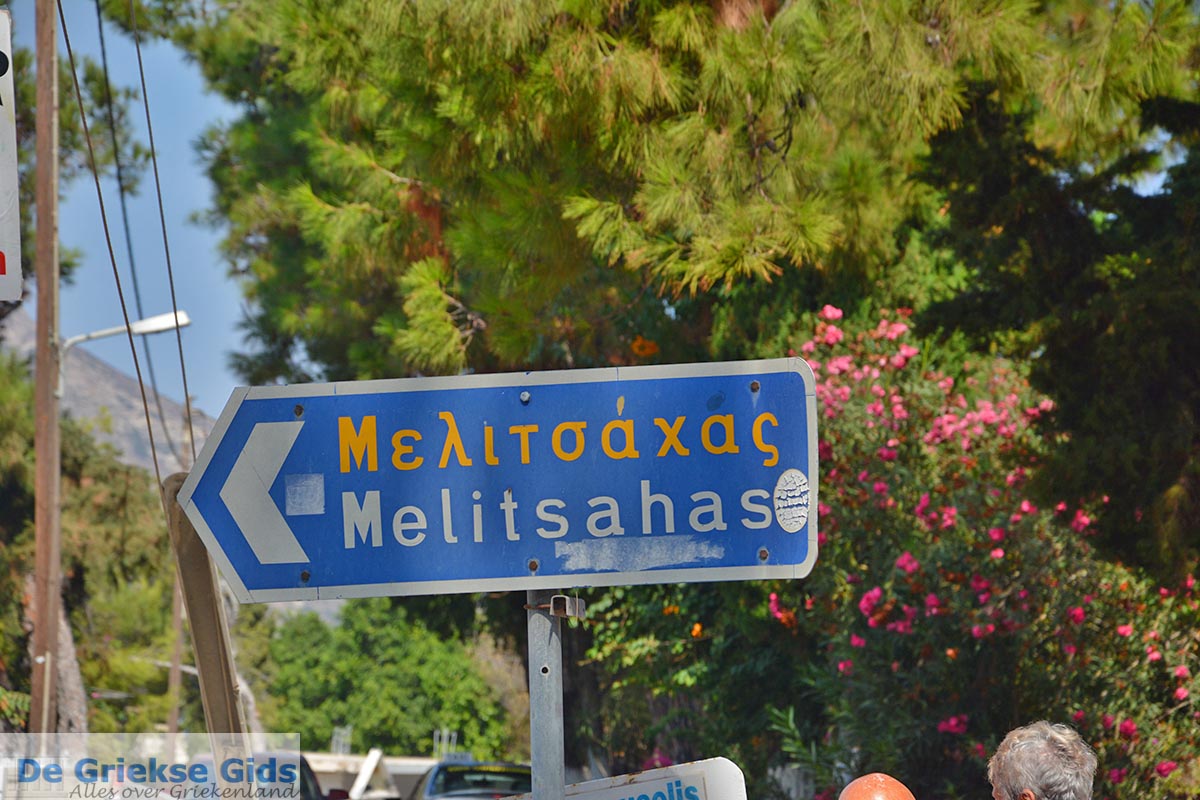 Μελιτσάχας
Melitsahas
De Griekse Gids
Alles over Griekenland